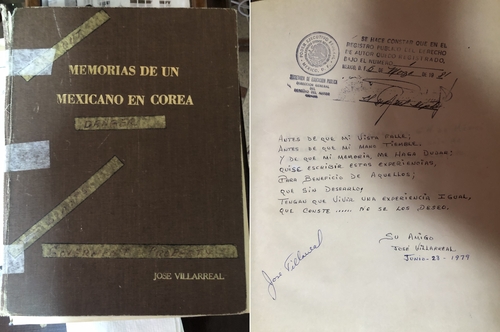 MEMORIAS DE UN
MEXICANO EN COREA
JOSE VILLARREAL
SE HACE CONSTAR QUE EN EL
REGISTRO PUBLICO DEL DERECHO
DE AUTOR QUEDO REGISTRADO,
BAJO EL NUMERO
ANTES DE QUE MI VISTA FALLE;
ANTES DE QUE MI MANO TIEMBLE.
Y DE QUE MI MEMORIA, ME HAGA DUDAR:
QUISE ESCRIBIR ESTAS EXPERIENCIAS,
PARA BENEFICIO DE AQUELLOS;
QUE SIN DESEARLO;
TENGAN QUE VIVIR UNA EXPERIENCIA IGUAL,
QUE CONSTE ...... NO SE LOS DESEO.
SU AMIGO
JOSÉ VILLARREAL
JUNIO-23-1979
José Villarreal